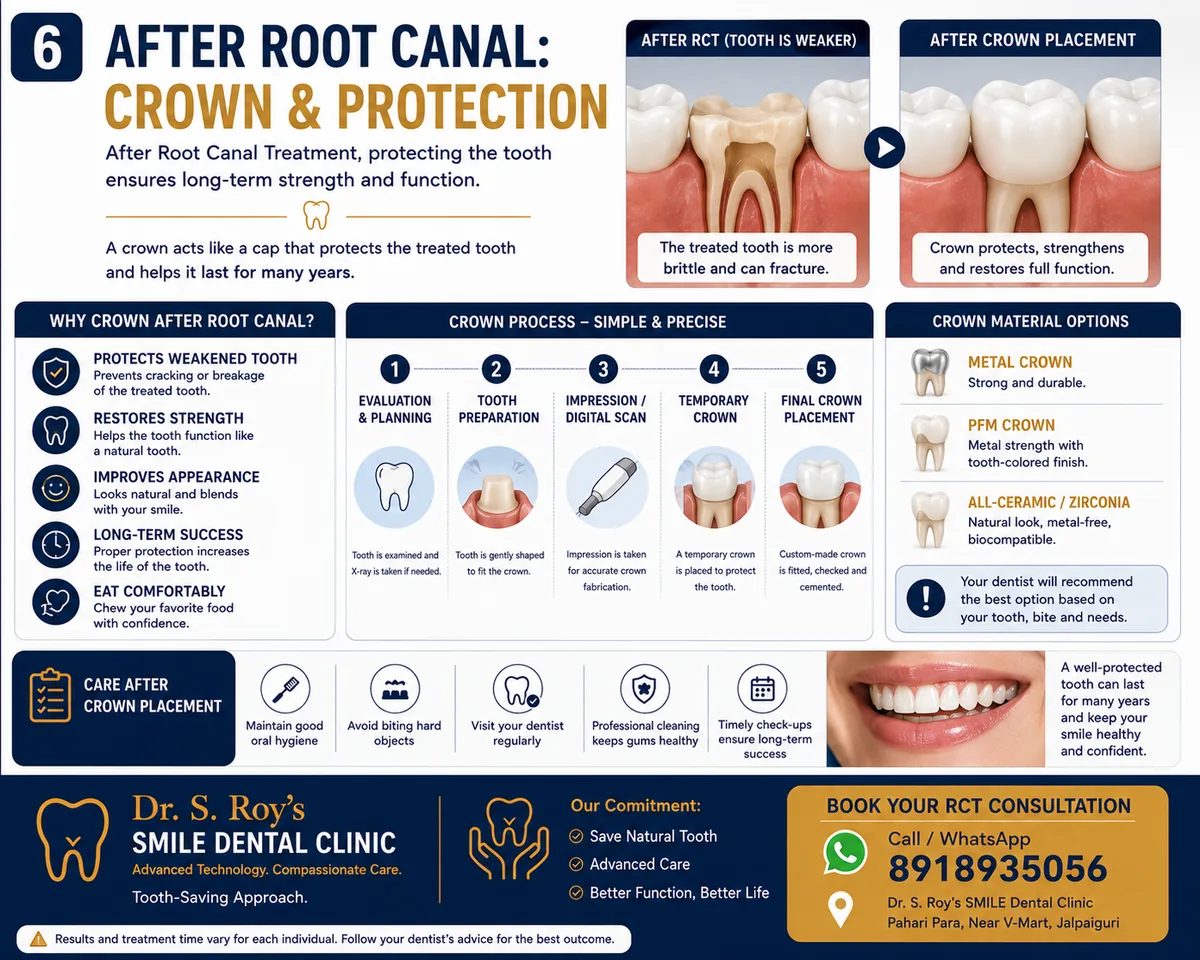 6
AFTER ROOT CANAL:
CROWN & PROTECTION
After Root Canal Treatment, protecting the tooth
ensures long-term strength and function.
A crown acts like a cap that protects the treated tooth
and helps it last for many years.
AFTER RCT (TOOTH IS WEAKER)
The treated tooth is more
brittle and can fracture.
AFTER CROWN PLACEMENT
Crown protects, strengthens
and restores full function.
WHY CROWN AFTER ROOT CANAL?
PROTECTS WEAKENED TOOTH
Prevents cracking or breakage
of the treated tooth.
RESTORES STRENGTH
Helps the tooth function like
a natural tooth.
IMPROVES APPEARANCE
Looks natural and blends
with your smile.
LONG-TERM SUCCESS
Proper protection increases
the life of the tooth.
EAT COMFORTABLY
Chew your favorite food
with confidence.
CROWN PROCESS – SIMPLE & PRECISE
1
EVALUATION
& PLANNING
Tooth is examined and
X-ray is taken if needed.
2
TOOTH
PREPARATION
Tooth is gently shaped
to fit the crown.
3
IMPRESSION /
DIGITAL SCAN
Impression is taken
for accurate crown
fabrication.
4
TEMPORARY
CROWN
A temporary crown
is placed to protect
the tooth.
5
FINAL CROWN
PLACEMENT
Custom-made crown
is fitted, checked and
cemented.
CROWN MATERIAL OPTIONS
METAL CROWN
Strong and durable.
PFM CROWN
Metal strength with
tooth-colored finish.
ALL-CERAMIC / ZIRCONIA
Natural look, metal-free,
biocompatible.
Your dentist will recommend
the best option based on
your tooth, bite and needs.
CARE AFTER
CROWN PLACEMENT
Maintain good
oral hygiene
Avoid biting hard
objects
Visit your dentist
regularly
Professional cleaning
keeps gums healthy
Timely check-ups
ensure long-term
success
A well-protected
tooth can last
for many years
and keep your
smile healthy
and confident.
Dr. S. Roy's
SMILE DENTAL CLINIC
Advanced Technology. Compassionate Care.
Tooth-Saving Approach.
Our Commitment:
Save Natural Tooth
Advanced Care
Better Function, Better Life
BOOK YOUR RCT CONSULTATION
Call / WhatsApp
8918935056
Dr. S. Roy's SMILE Dental Clinic
Pahari Para, Near V-Mart, Jalpaiguri
Results and treatment time vary for each individual. Follow your dentist's advice for the best outcome.